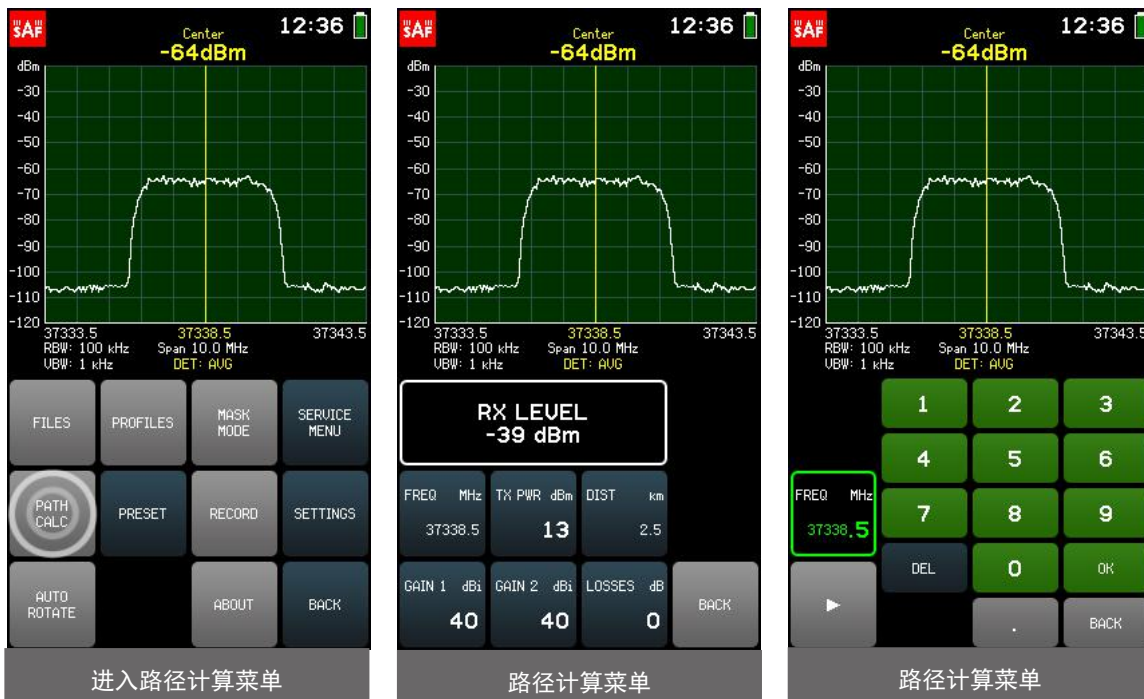 SAF
Center
12:36
-64dBm
dBm
-30
-40
-50
-60
-70
-80
-90
-100
-110
-120
37333.5 37338.5 37343.5
RBW: 100 kHz Span 10.0 MHz
VBW: 1 kHz DET: AVG
FILES
PROFILES
MASK MODE
SERVICE MENU
PATH CALC
PRESET
RECORD
SETTINGS
AUTO ROTATE
ABOUT
BACK
进入路径计算菜单
SAF
Center
12:36
-64dBm
dBm
-30
-40
-50
-60
-70
-80
-90
-100
-110
-120
37333.5 37338.5 37343.5
RBW: 100 kHz Span 10.0 MHz
VBW: 1 kHz DET: AVG
RX LEVEL
-39 dBm
FREQ MHz TX PWR dBm DIST km
37338.5 13 2.5
GAIN 1 dBi GAIN 2 dBi LOSSES dB
40 40 0
BACK
路径计算菜单
SAF
Center
12:36
-64dBm
dBm
-30
-40
-50
-60
-70
-80
-90
-100
-110
-120
37333.5 37338.5 37343.5
RBW: 100 kHz Span 10.0 MHz
VBW: 1 kHz DET: AVG
1 2 3
4 5 6
FREQ MHz
37338.5
7 8 9
DEL 0 OK
. BACK
路径计算菜单